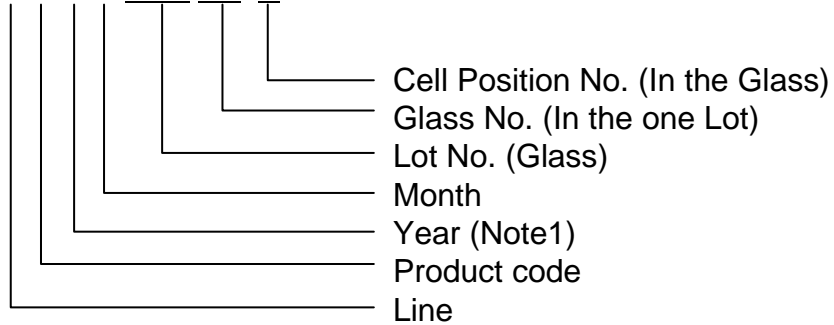 Cell Position No. (In the Glass)
Glass No. (In the one Lot)
Lot No. (Glass)
Month
Year (Note1)
Product code
Line